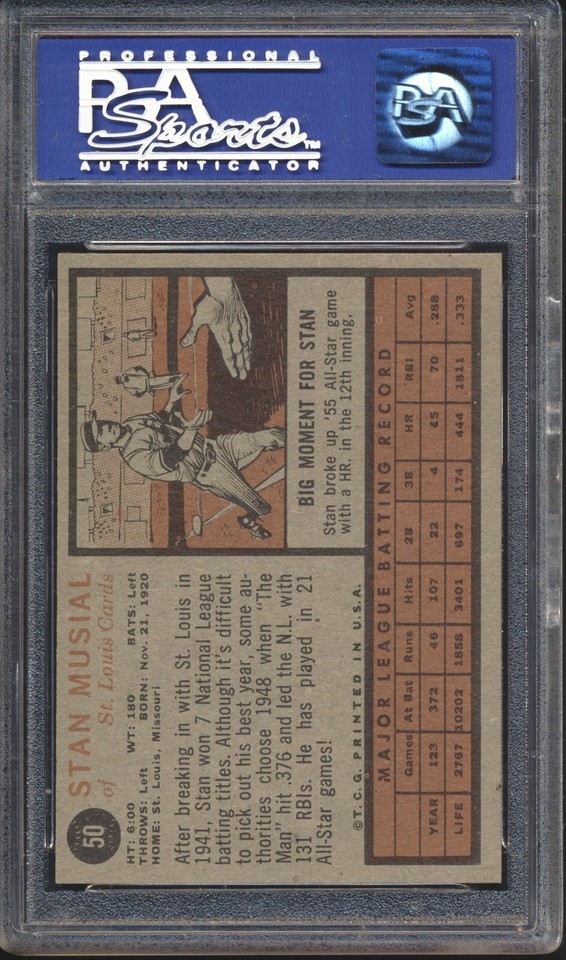 PROFESSIONAL
PSA
Sports™
AUTHENTICATOR
PSA
50
STAN MUSIAL
of St. Louis Cards
HT: 6:00 WT: 180 BATS: Left
THROWS: Left BORN: Nov. 21, 1920
HOME: St. Louis, Missouri
After breaking in with St. Louis in
1941, Stan won 7 National League
batting titles. Although it's difficult
to pick out his best year, some au-
thorities choose 1948 when "The
Man" hit .376 and led the N.L. with
131 RBIs. He has played in 21
All-Star games!
BIG MOMENT FOR STAN
Stan broke up '55 All-Star game
with a HR. in the 12th inning.
©T.C.G. PRINTED IN U.S.A.
MAJOR LEAGUE BATTING RECORD
Games At Bat Runs Hits 2B 3B HR RBI Avg
YEAR 123 372 46 107 22 4 45 70 .288
LIFE 2767 10202 1858 3401 697 174 444 1811 .333